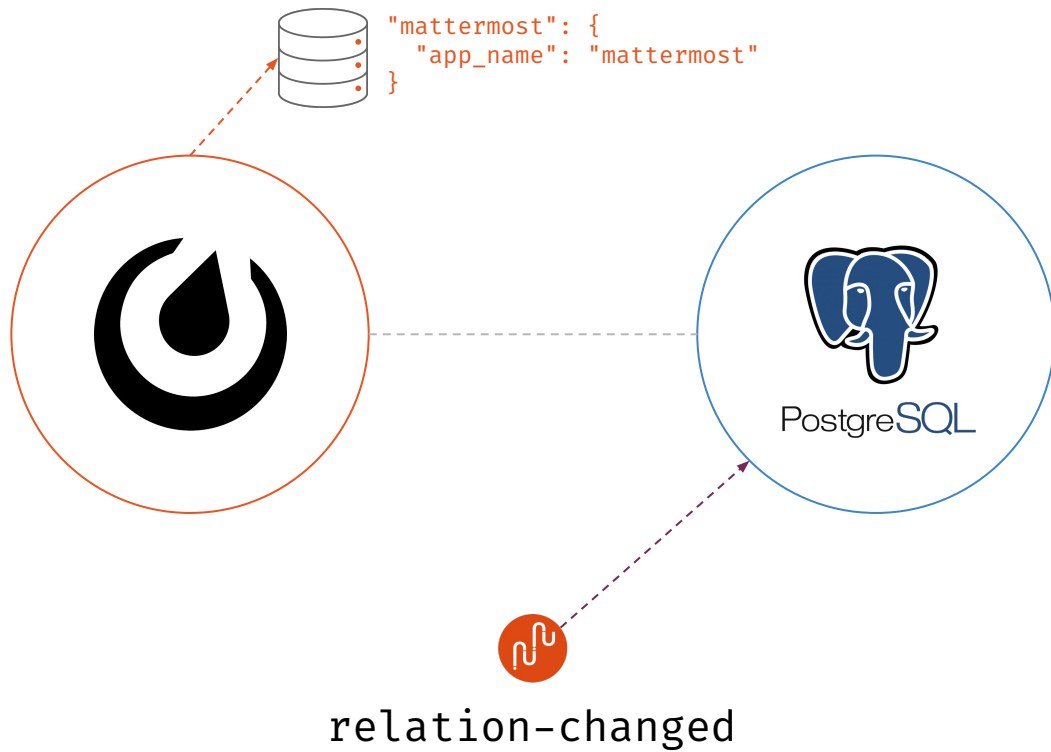 "mattermost": {
"app_name": "mattermost"
}
PostgreSQL
relation-changed